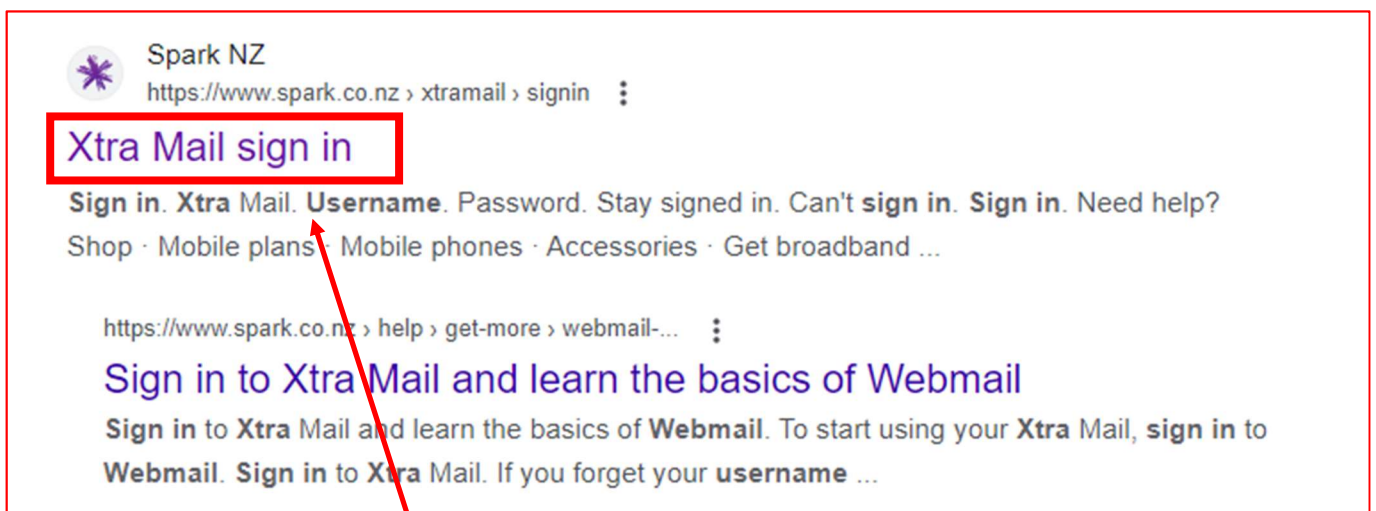 Spark NZ
https://www.spark.co.nz › xtramail › signin
Xtra Mail sign in
Sign in. Xtra Mail. Username. Password. Stay signed in. Can't sign in. Sign in. Need help?
Shop · Mobile plans · Mobile phones · Accessories · Get broadband ...
https://www.spark.co.nz › help › get-more › webmail-...
Sign in to Xtra Mail and learn the basics of Webmail
Sign in to Xtra Mail and learn the basics of Webmail. To start using your Xtra Mail, sign in to
Webmail. Sign in to Xtra Mail. If you forget your username ...